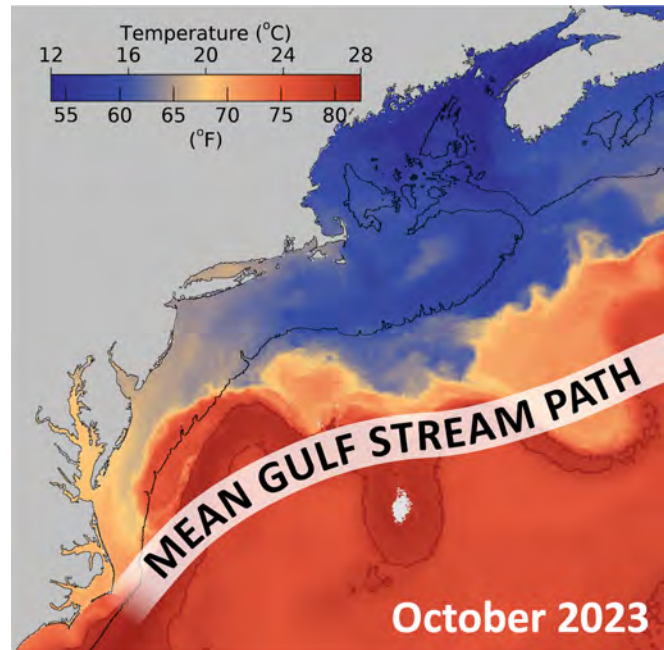 Temperature (°C)
12 16 20 24 28
55 60 65 70 75 80
(°F)
MEAN GULF STREAM PATH
October 2023